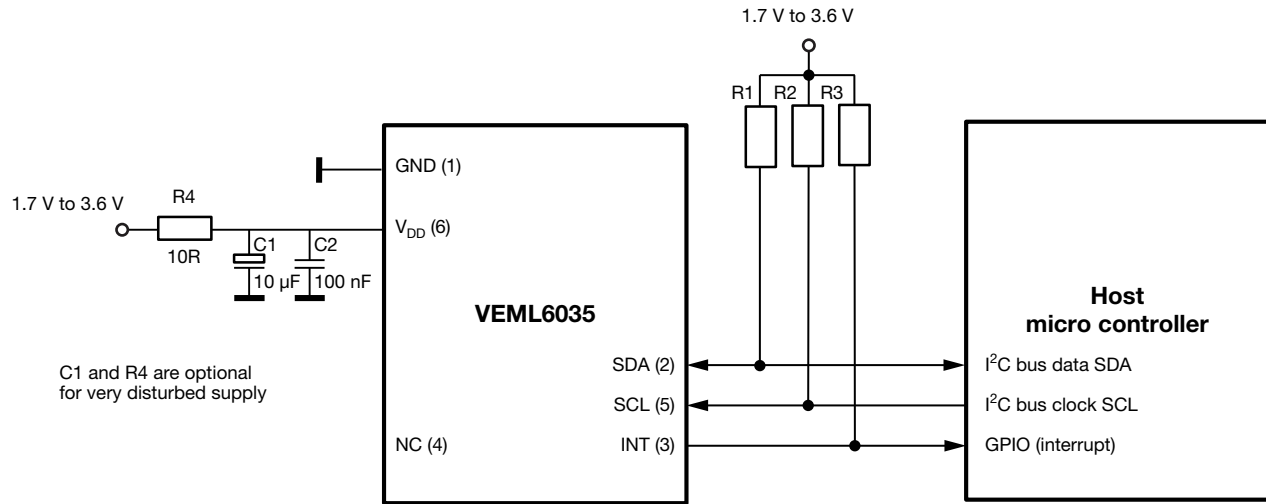 1.7 V to 3.6 V
R1
R2
R3
GND (1)
R4
1.7 V to 3.6 V
V_DD (6)
10R
C1
C2
10 µF
100 nF
VEML6035
Host
micro controller
C1 and R4 are optional
for very disturbed supply
SDA (2)
I²C bus data SDA
SCL (5)
I²C bus clock SCL
NC (4)
INT (3)
GPIO (interrupt)